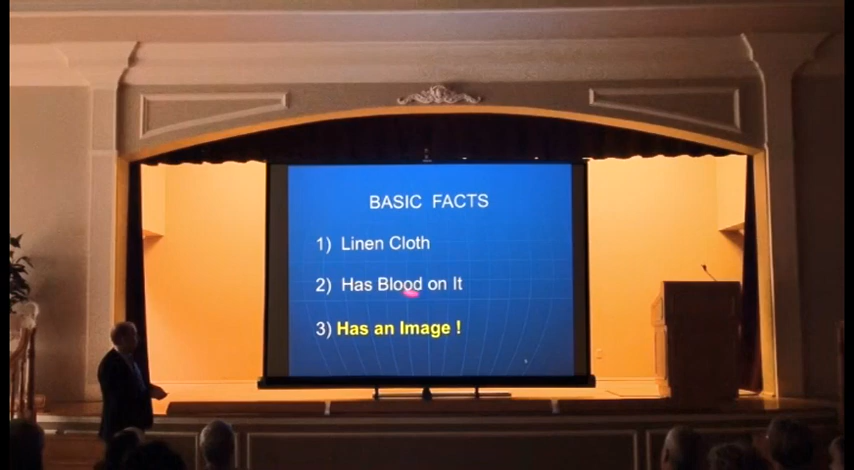 BASIC FACTS
1) Linen Cloth
2) Has Blood on It
3) Has an Image !